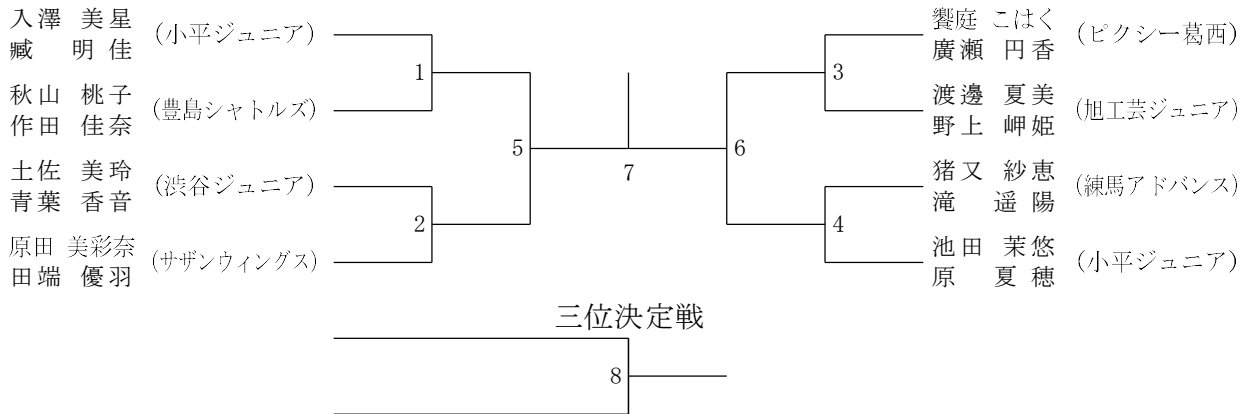 入澤 美星
臧 明佳
(小平ジュニア)
秋山 桃子
作田 佳奈
(豊島シャトルズ)
土佐 美玲
青葉 香音
(渋谷ジュニア)
原田 美彩奈
田端 優羽
(サザンウィングス)
1
2
5
7
6
3
4
饗庭 こはく
廣瀬 円香
(ピクシー葛西)
渡邊 夏美
野上 岬姫
(旭工芸ジュニア)
猪又 紗恵
滝 遥陽
(練馬アドバンス)
池田 茉悠
原 夏穂
(小平ジュニア)
三位決定戦
8